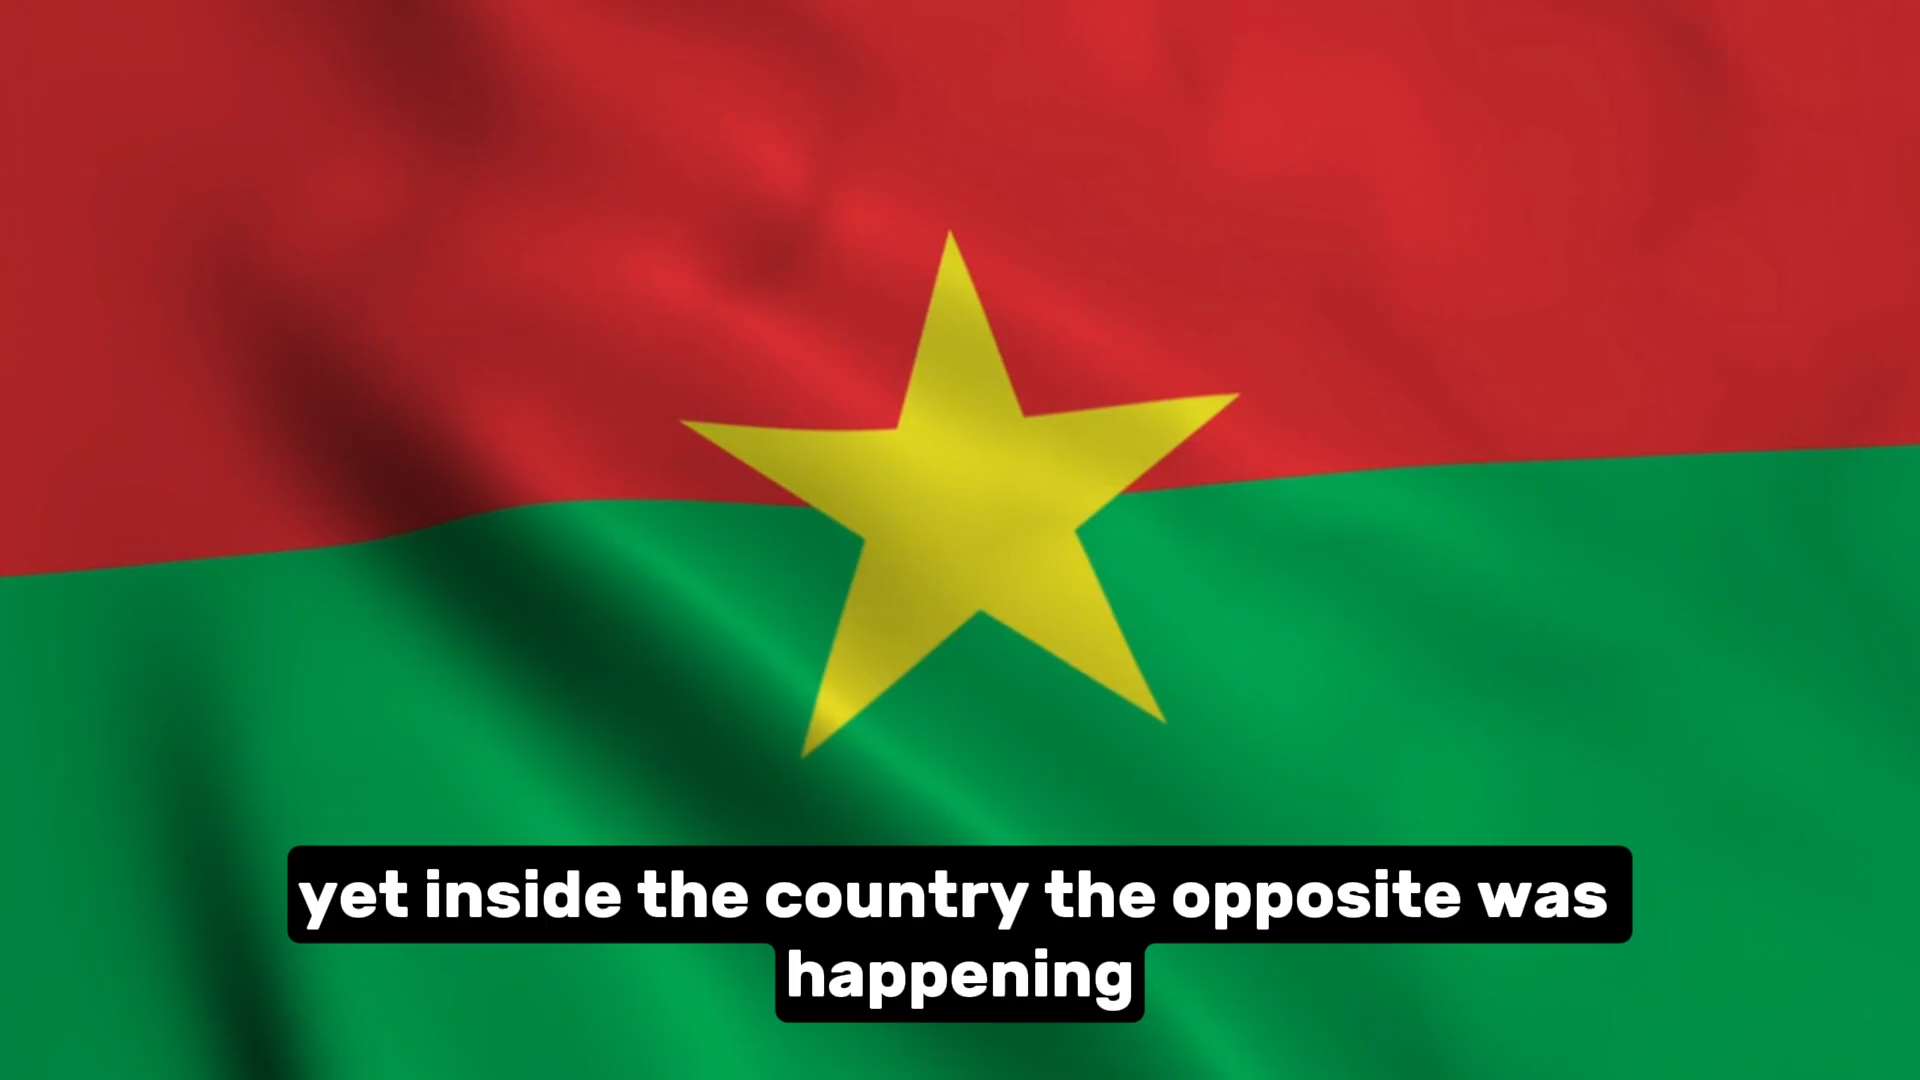 yet inside the country the opposite was
happening